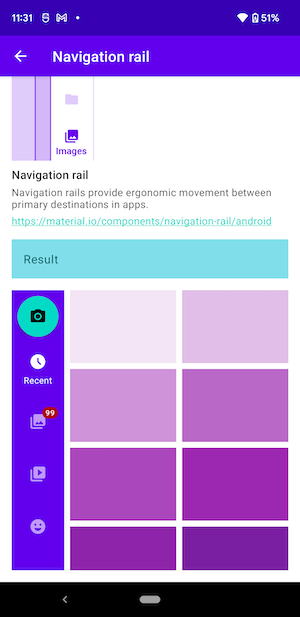 11:31
51%
Navigation rail
Images
Navigation rail
Navigation rails provide ergonomic movement between
primary destinations in apps.
https://material.io/components/navigation-rail/android
Result
Recent
99